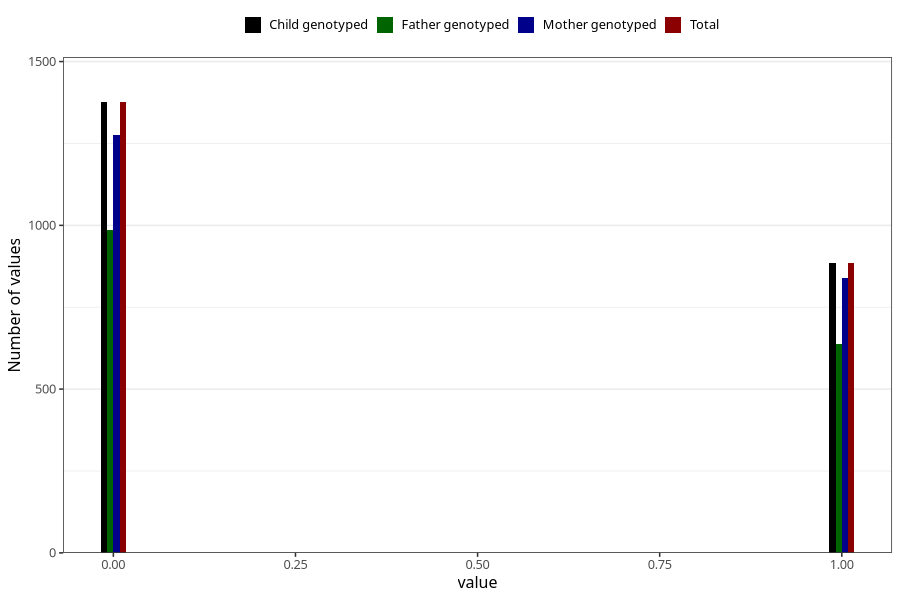 Child genotyped Father genotyped Mother genotyped Total
1500
1000
500
0
Number of values
0.00 0.25 0.50 0.75 1.00
value